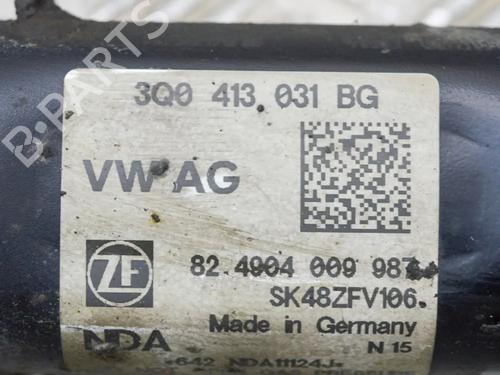 3Q0 413 031 BG
VW AG
ZF
82 4904 009 987
SK48ZFV106.
Made in Germany
NDA
N 15
*642 NDA11124J*
B-PARTS